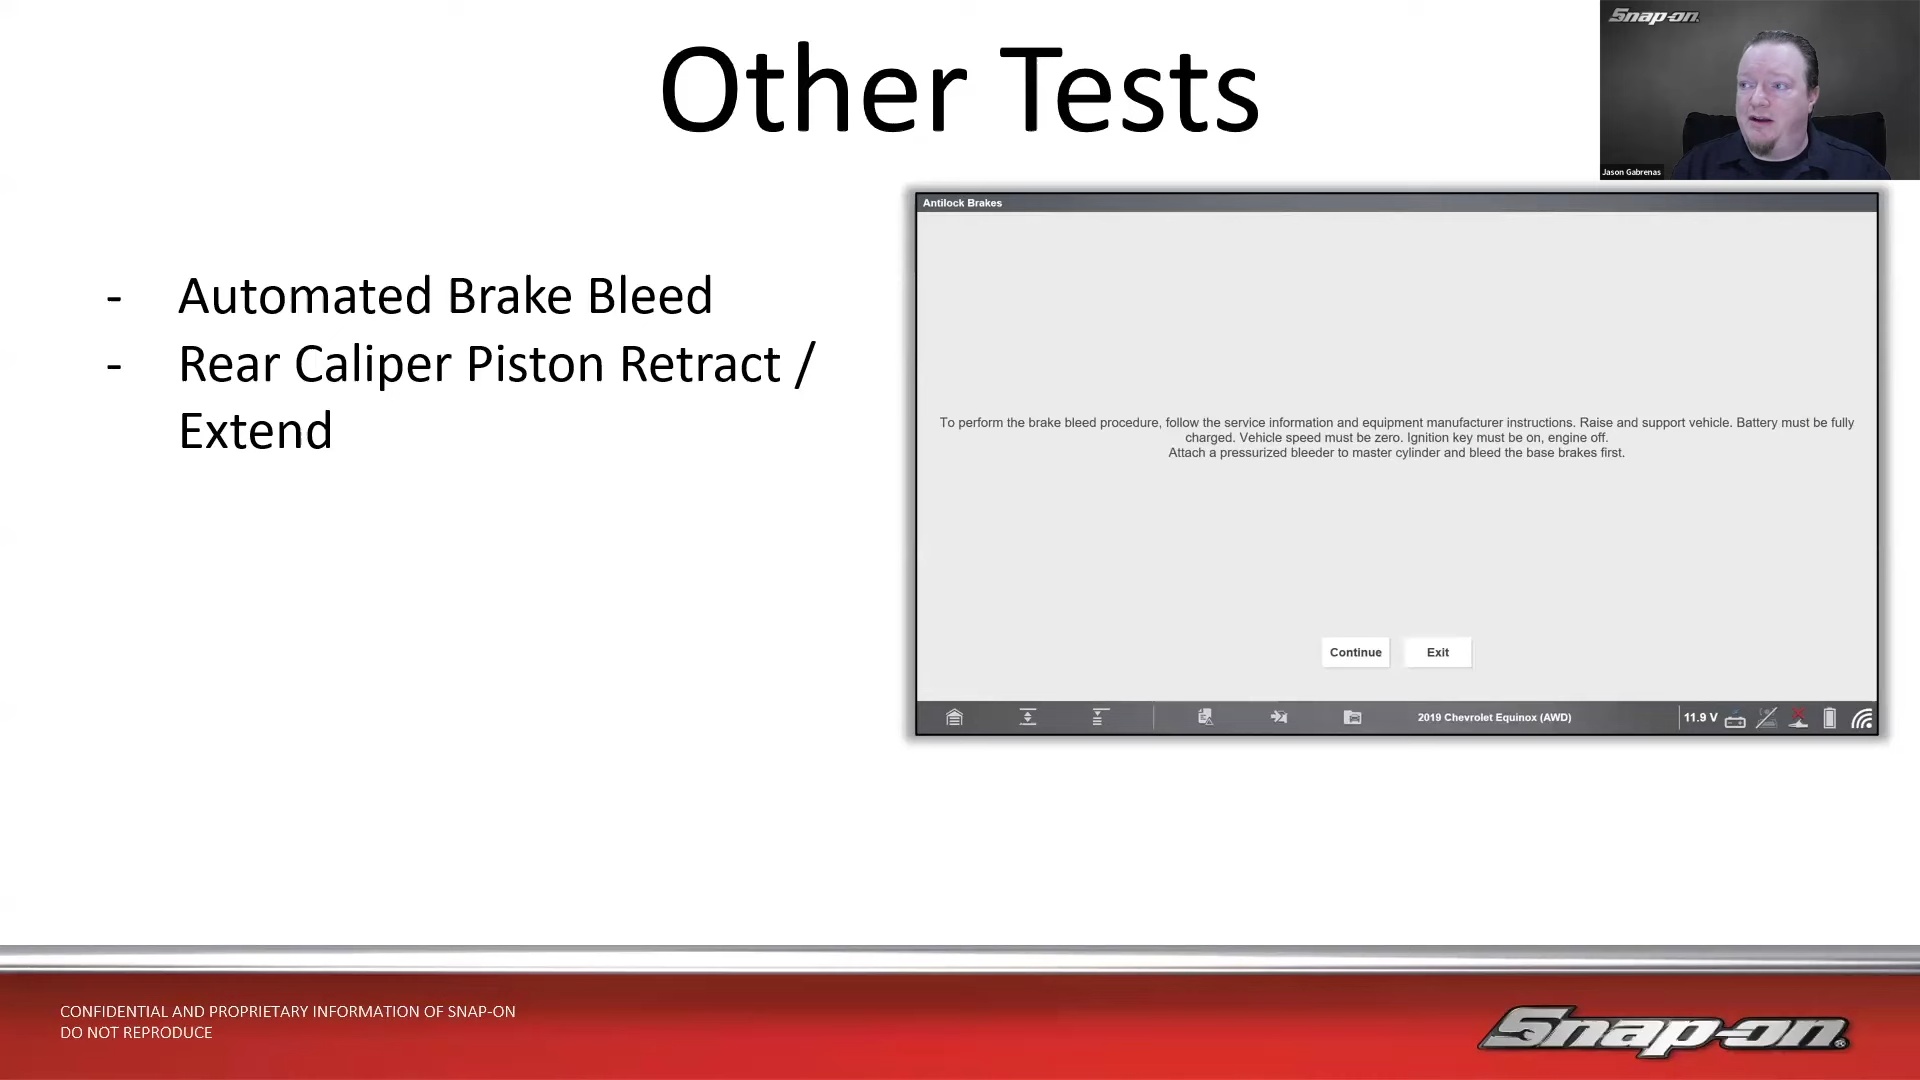 Other Tests
Snap-on
Jason Gabrenas
- Automated Brake Bleed
- Rear Caliper Piston Retract /
Extend
Antilock Brakes
To perform the brake bleed procedure, follow the service information and equipment manufacturer instructions. Raise and support vehicle. Battery must be fully
charged. Vehicle speed must be zero. Ignition key must be on, engine off.
Attach a pressurized bleeder to master cylinder and bleed the base brakes first.
Continue
Exit
2019 Chevrolet Equinox (AWD)
11.9 V
CONFIDENTIAL AND PROPRIETARY INFORMATION OF SNAP-ON
DO NOT REPRODUCE
Snap-on®